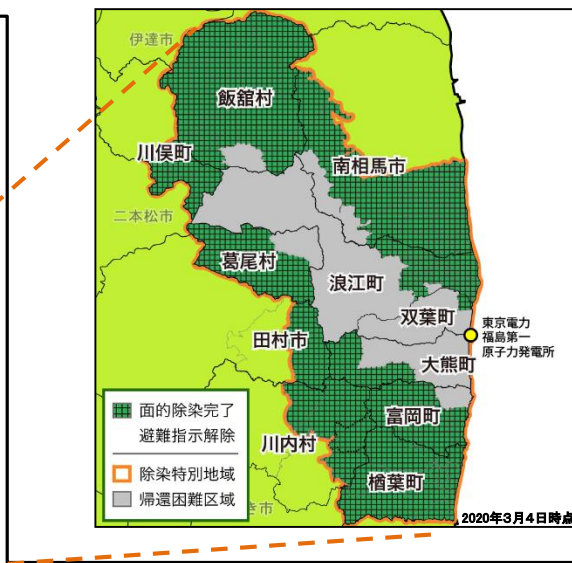 伊達市
飯舘村
川俣町
南相馬市
二本松市
葛尾村
浪江町
双葉町
東京電力
福島第一
原子力発電所
田村市
大熊町
面的除染完了
避難指示解除
富岡町
川内村
除染特別地域
楢葉町
帰還困難区域
き市
2020年3月4日時点